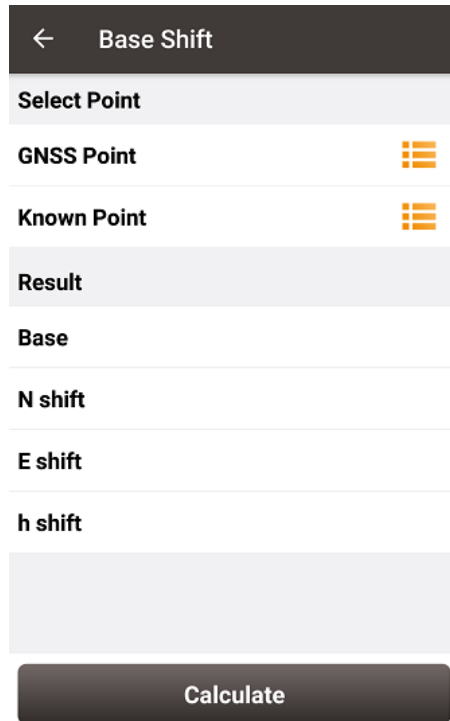 Base Shift
Select Point
GNSS Point
Known Point
Result
Base
N shift
E shift
h shift
Calculate